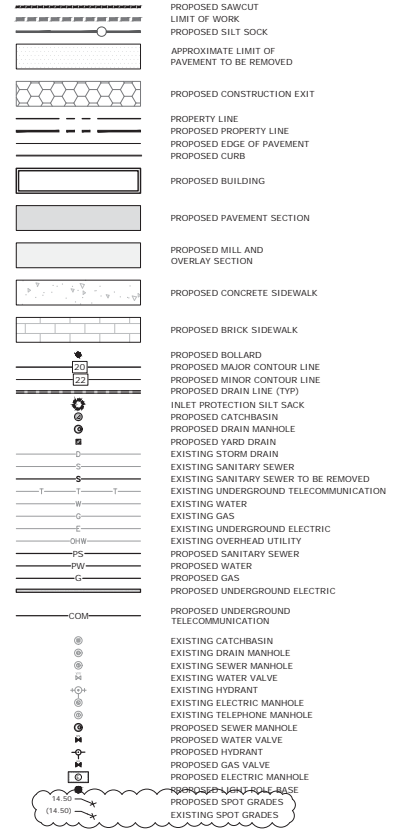 PROPOSED SAWCUT
LIMIT OF WORK
PROPOSED SILT SOCK
APPROXIMATE LIMIT OF
PAVEMENT TO BE REMOVED
PROPOSED CONSTRUCTION EXIT
PROPERTY LINE
PROPOSED PROPERTY LINE
PROPOSED EDGE OF PAVEMENT
PROPOSED CURB
PROPOSED BUILDING
PROPOSED PAVEMENT SECTION
PROPOSED MILL AND
OVERLAY SECTION
PROPOSED CONCRETE SIDEWALK
PROPOSED BRICK SIDEWALK
PROPOSED BOLLARD
20 PROPOSED MAJOR CONTOUR LINE
22 PROPOSED MINOR CONTOUR LINE
PROPOSED DRAIN LINE (TYP)
INLET PROTECTION SILT SACK
PROPOSED CATCHBASIN
PROPOSED DRAIN MANHOLE
PROPOSED YARD DRAIN
D EXISTING STORM DRAIN
S EXISTING SANITARY SEWER
S EXISTING SANITARY SEWER TO BE REMOVED
T T T EXISTING UNDERGROUND TELECOMMUNICATION
W EXISTING WATER
G EXISTING GAS
E EXISTING UNDERGROUND ELECTRIC
OHW EXISTING OVERHEAD UTILITY
PS PROPOSED SANITARY SEWER
PW PROPOSED WATER
G PROPOSED GAS
PROPOSED UNDERGROUND ELECTRIC
COM PROPOSED UNDERGROUND
TELECOMMUNICATION
EXISTING CATCHBASIN
EXISTING DRAIN MANHOLE
EXISTING SEWER MANHOLE
EXISTING WATER VALVE
EXISTING HYDRANT
EXISTING ELECTRIC MANHOLE
EXISTING TELEPHONE MANHOLE
PROPOSED SEWER MANHOLE
PROPOSED WATER VALVE
PROPOSED HYDRANT
PROPOSED GAS VALVE
PROPOSED ELECTRIC MANHOLE
PROPOSED LIGHT POLE BASE
14.50 PROPOSED SPOT GRADES
(14.50) EXISTING SPOT GRADES